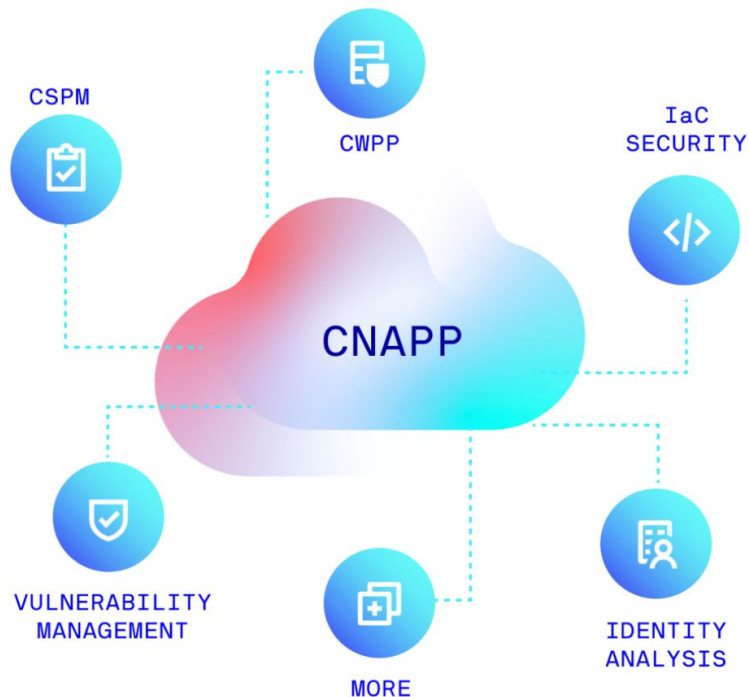 CSPM
CWPP
IaC
SECURITY
CNAPP
VULNERABILITY
MANAGEMENT
MORE
IDENTITY
ANALYSIS